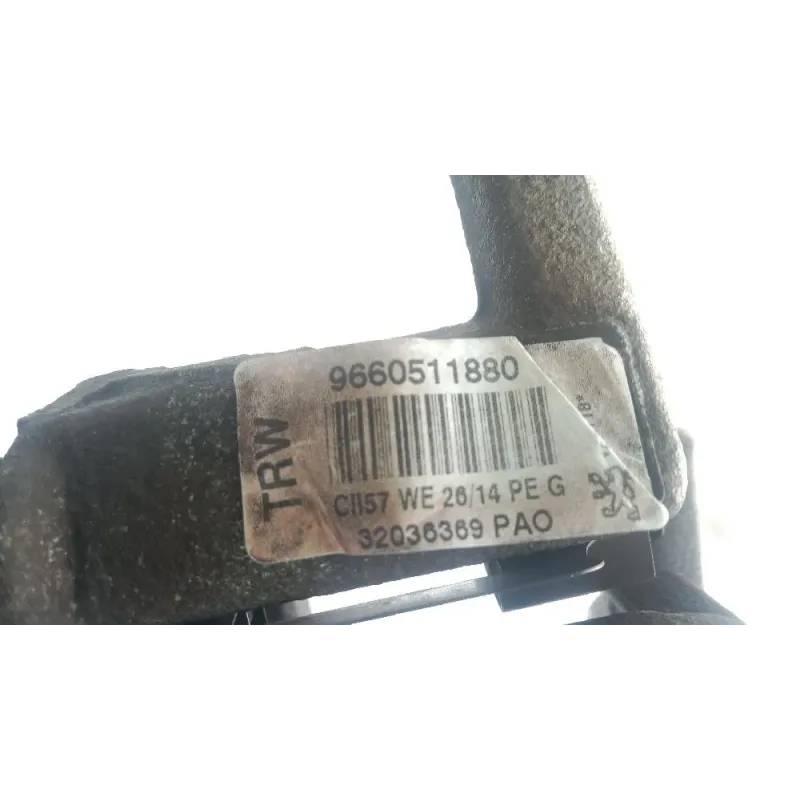 9660511880
TRW
CII57 WE 26/14 PE G
32036369 PAO